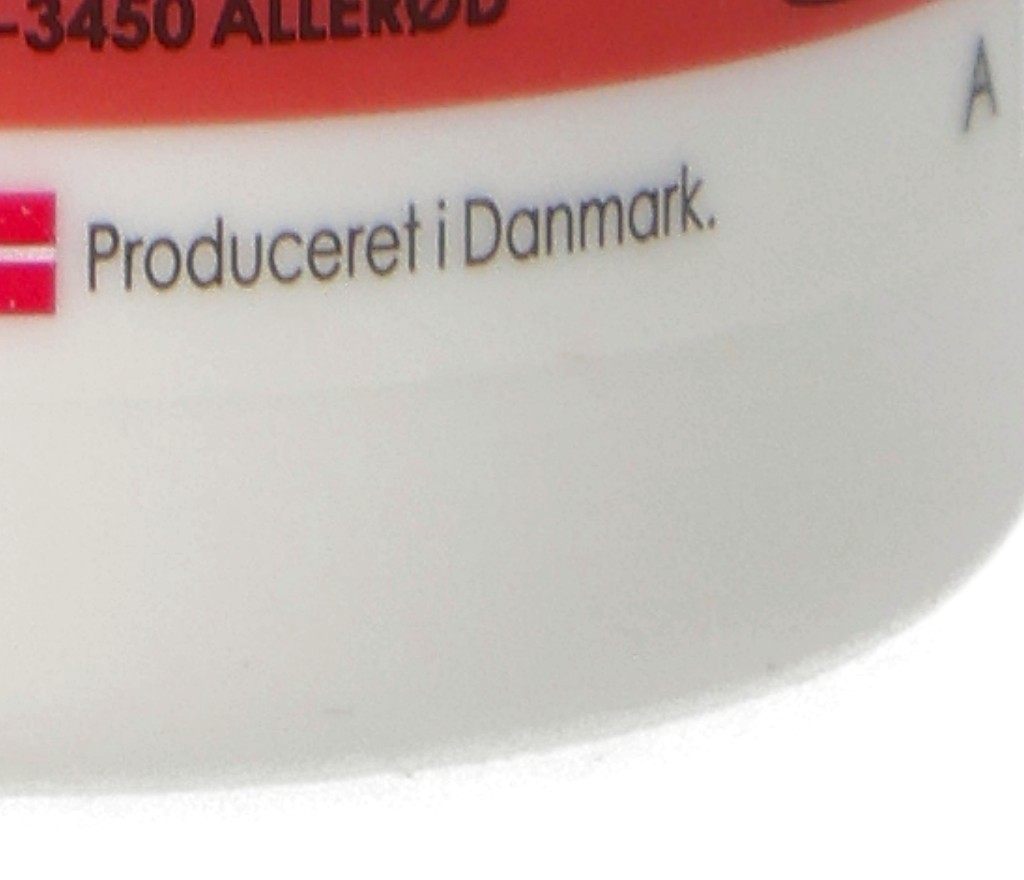 -3450 ALLERØD
Produceret i Danmark.
A